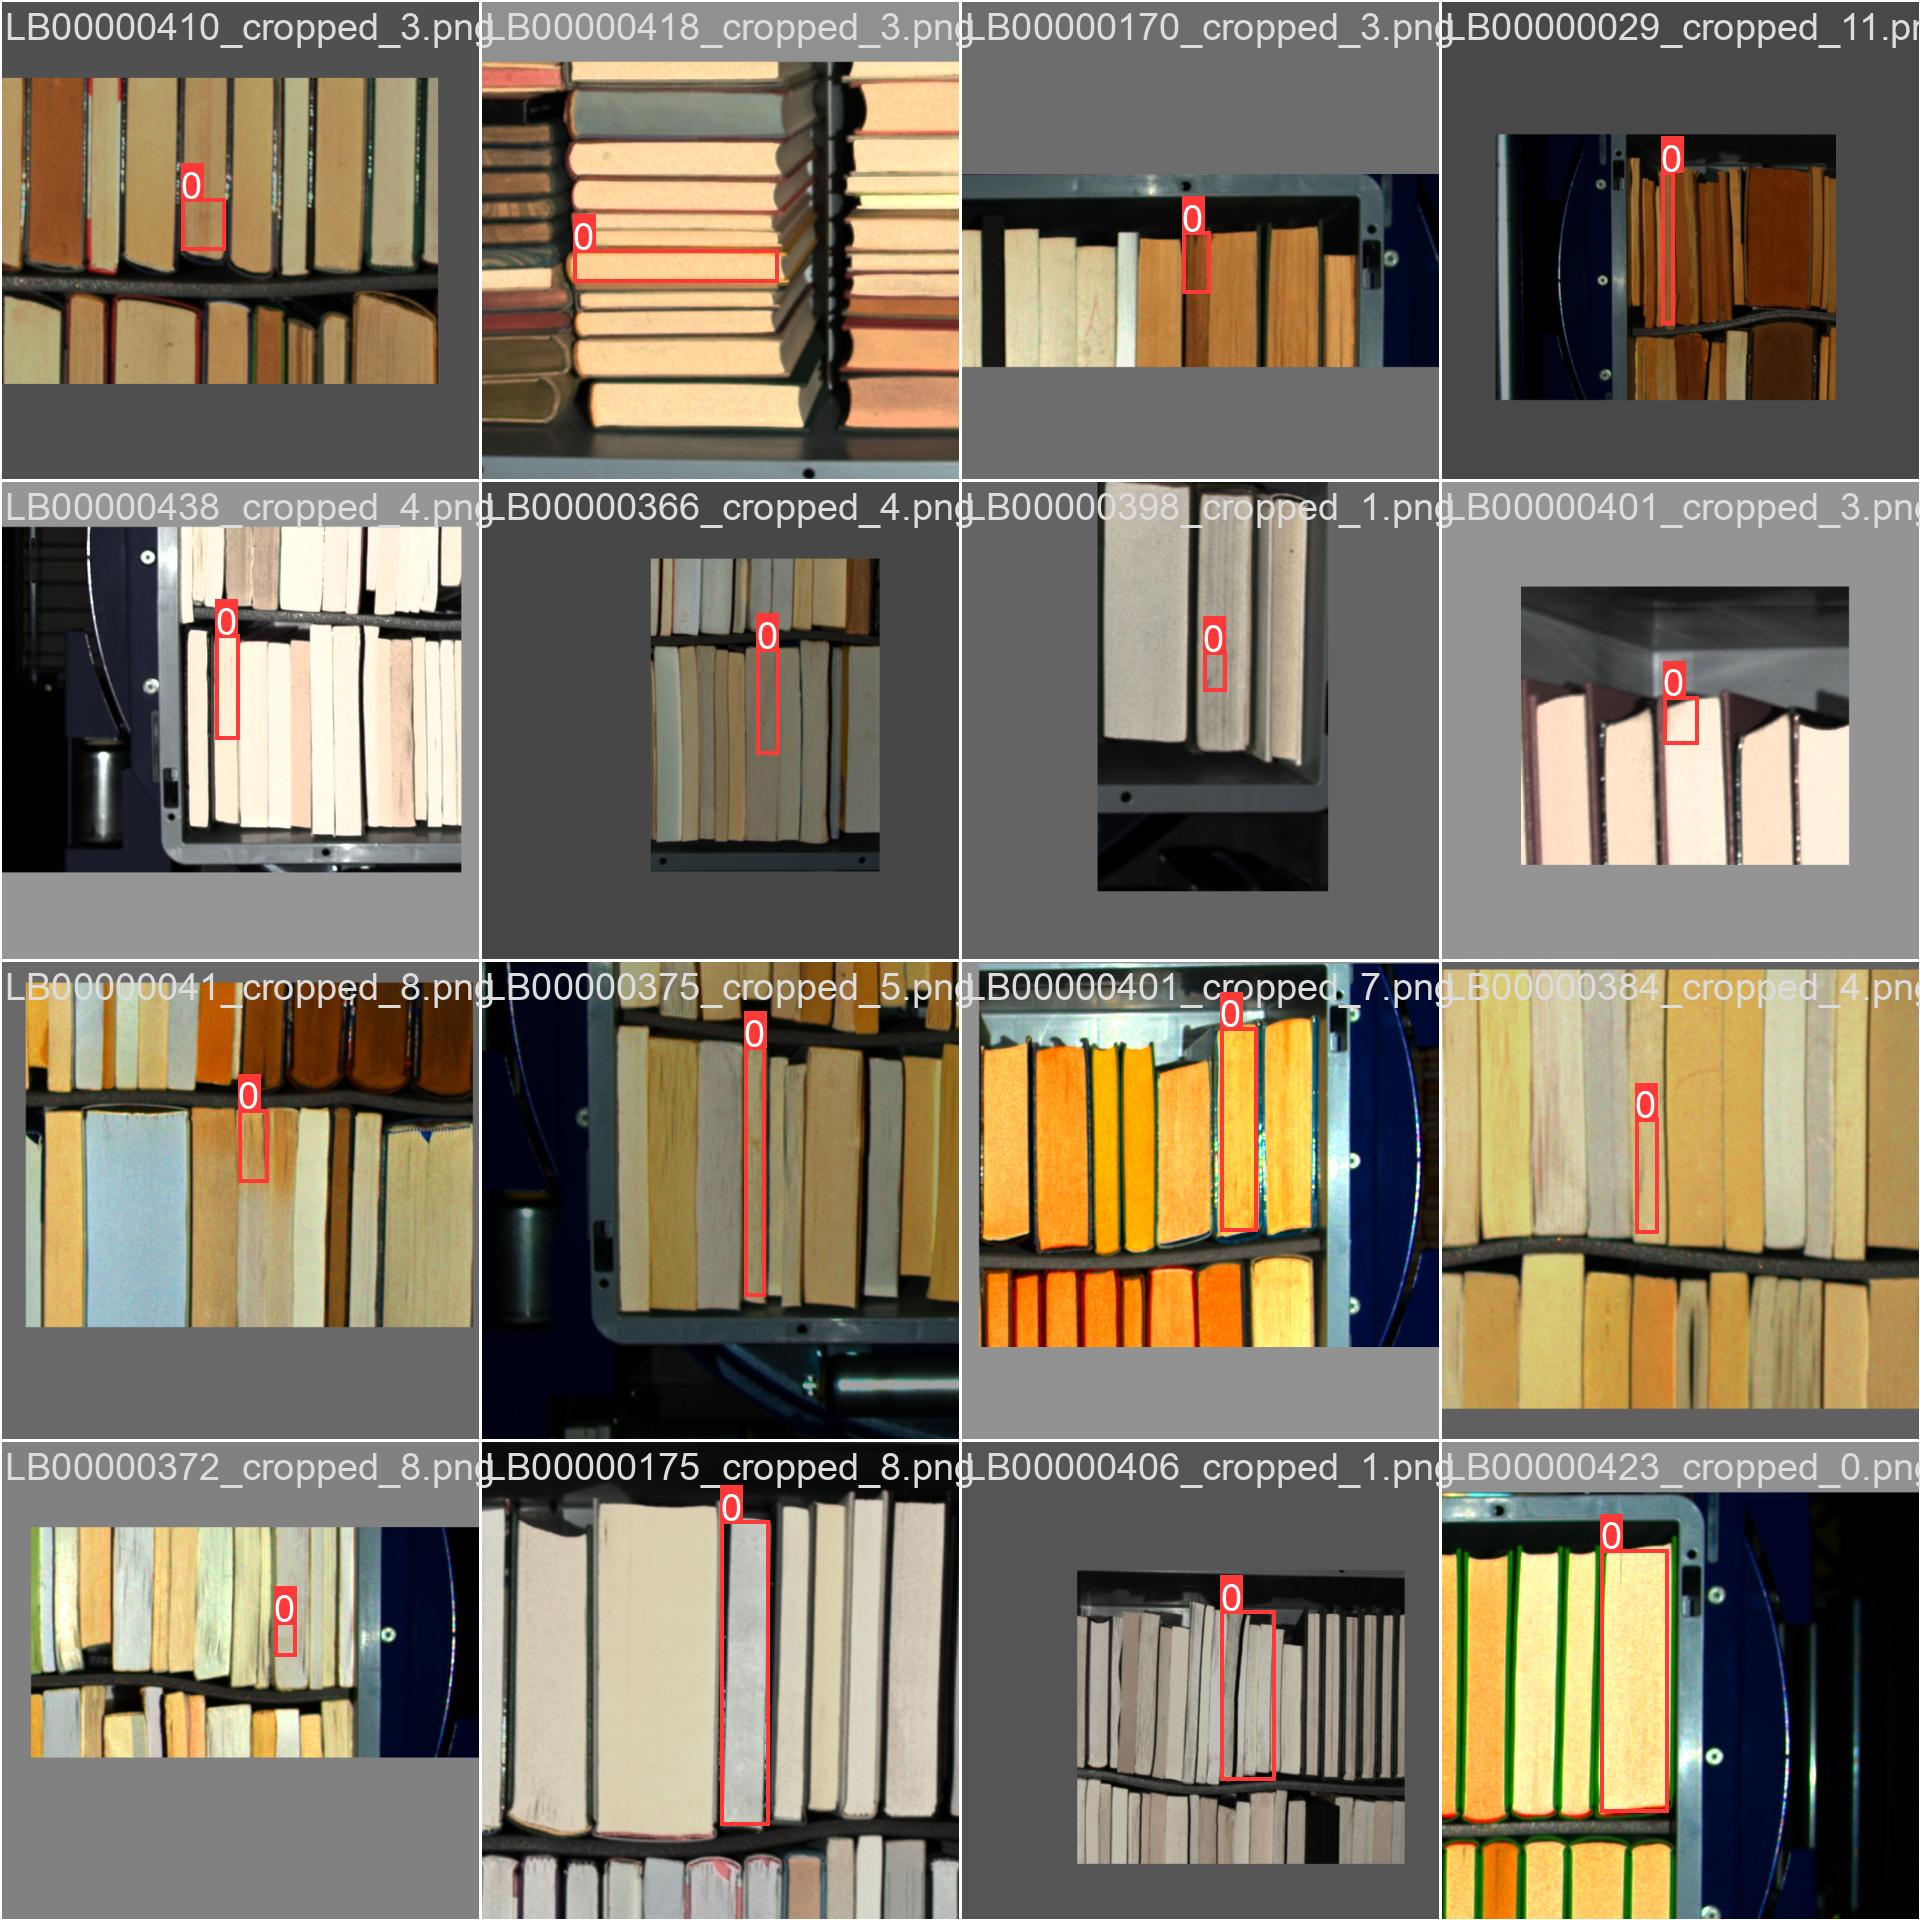 LB00000410_cropped_3.png
LB00000418_cropped_3.png
LB00000170_cropped_3.png
LB00000029_cropped_11.pn
0
0
0
0
LB00000438_cropped_4.png
LB00000366_cropped_4.png
LB00000398_cropped_1.png
LB00000401_cropped_3.png
0
0
0
0
LB00000041_cropped_8.png
LB00000375_cropped_5.png
LB00000401_cropped_7.png
LB00000384_cropped_4.png
0
0
0
0
LB00000372_cropped_8.png
LB00000175_cropped_8.png
LB00000406_cropped_1.png
LB00000423_cropped_0.png
0
0
0
0